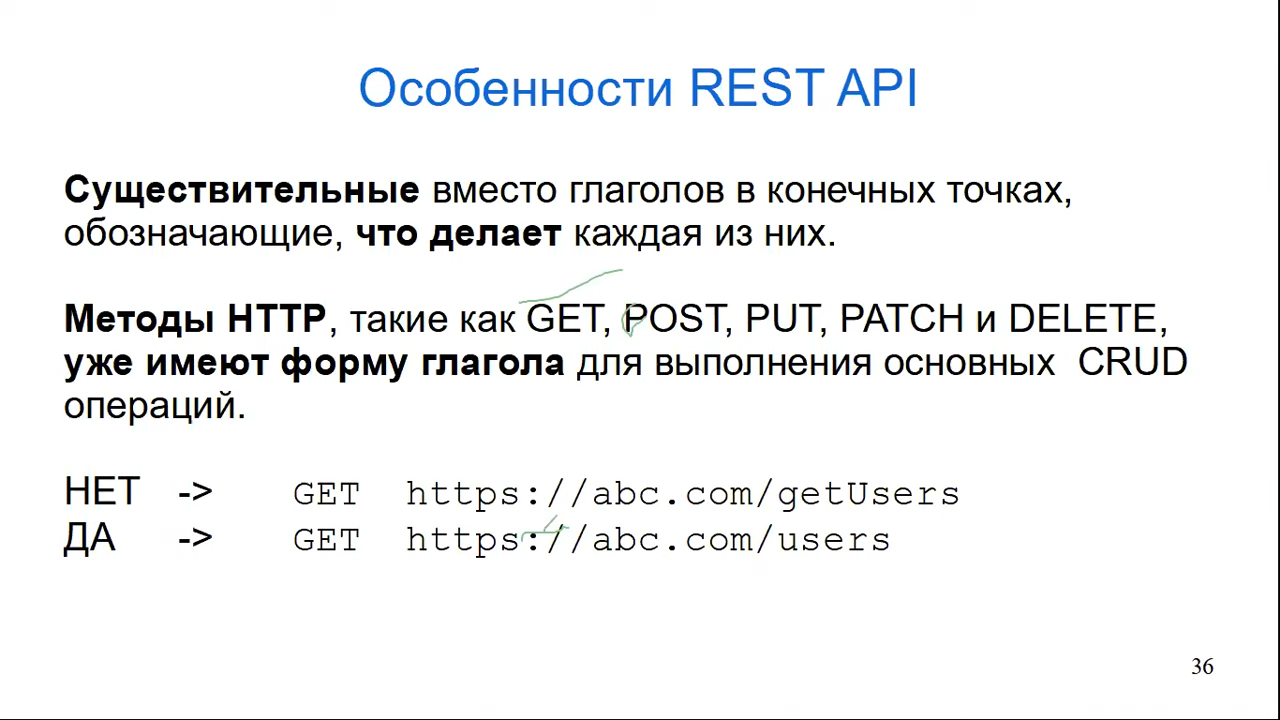 Особенности REST API
Существительные вместо глаголов в конечных точках,
обозначающие, что делает каждая из них.
Методы HTTP, такие как GET, POST, PUT, PATCH и DELETE,
уже имеют форму глагола для выполнения основных CRUD
операций.
НЕТ -> GET https://abc.com/getUsers
ДА -> GET https://abc.com/users
36